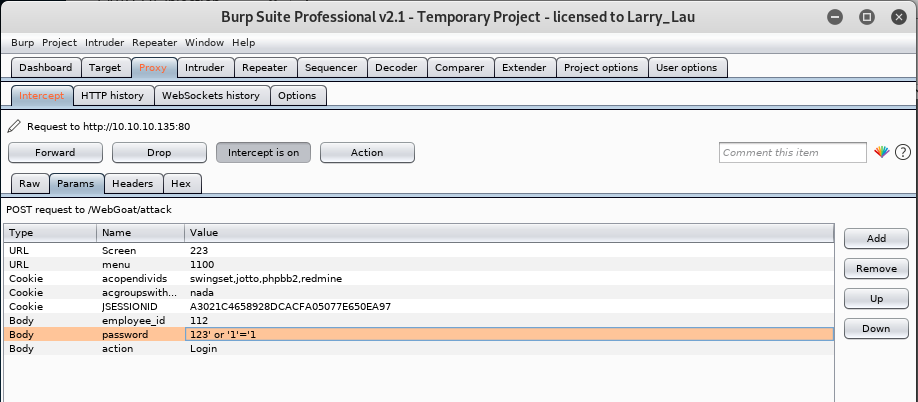 Burp Suite Professional v2.1 - Temporary Project - licensed to Larry_Lau
Burp Project Intruder Repeater Window Help
Dashboard Target Proxy Intruder Repeater Sequencer Decoder Comparer Extender Project options User options
Intercept HTTP history WebSockets history Options
Request to http://10.10.10.135:80
Forward Drop Intercept is on Action Comment this item ?
Raw Params Headers Hex
POST request to /WebGoat/attack
Type Name Value
URL Screen 223
URL menu 1100
Cookie acopendivids swingset,jotto,phpbb2,redmine
Cookie acgroupswith... nada
Cookie JSESSIONID A3021C4658928DCACFA05077E650EA97
Body employee_id 112
Body password 123' or '1'='1
Body action Login
Add
Remove
Up
Down